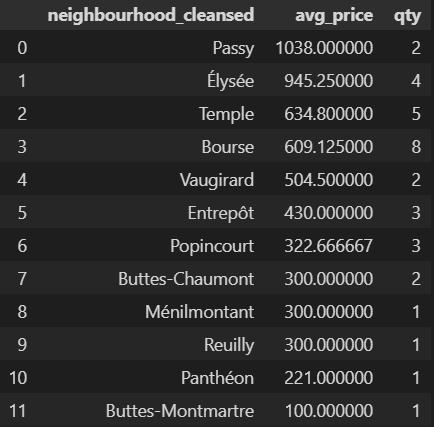 neighbourhood_cleansed avg_price qty
0 Passy 1038.000000 2
1 Élysée 945.250000 4
2 Temple 634.800000 5
3 Bourse 609.125000 8
4 Vaugirard 504.500000 2
5 Entrepôt 430.000000 3
6 Popincourt 322.666667 3
7 Buttes-Chaumont 300.000000 2
8 Ménilmontant 300.000000 1
9 Reuilly 300.000000 1
10 Panthéon 221.000000 1
11 Buttes-Montmartre 100.000000 1